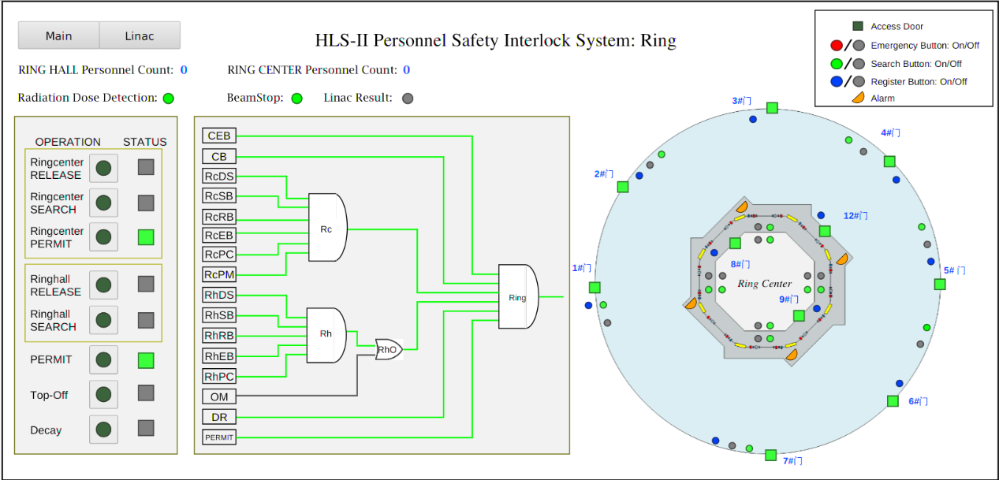 Main
Linac
HLS-II Personnel Safety Interlock System: Ring
RING HALL Personnel Count: 0
RING CENTER Personnel Count: 0
Radiation Dose Detection:
BeamStop:
Linac Result:
Access Door
/ Emergency Button: On/Off
/ Search Button: On/Off
/ Register Button: On/Off
Alarm
OPERATION
STATUS
Ringcenter
RELEASE
Ringcenter
SEARCH
Ringcenter
PERMIT
Ringhall
RELEASE
Ringhall
SEARCH
PERMIT
Top-Off
Decay
CEB
CB
RcDS
RcSB
RcRB
RcEB
RcPC
RcPM
RhDS
RhSB
RhRB
RhEB
RhPC
OM
DR
PERMIT
Rc
Rh
RhO
Ring
3#门
4#门
2#门
12#门
1#门
8#门
5#门
Ring Center
9#门
6#门
7#门